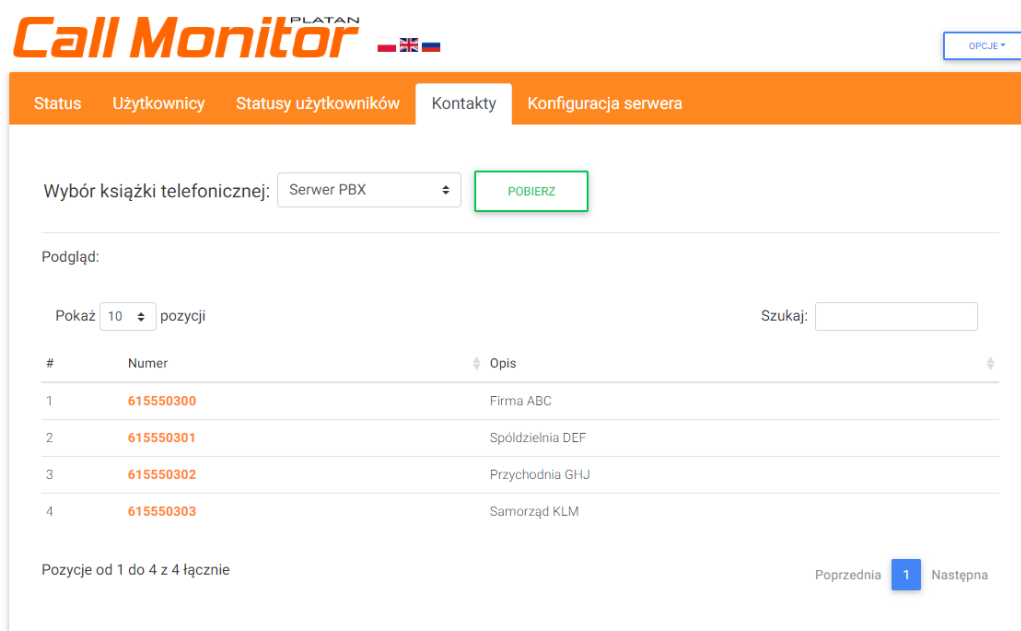 PLATAN
Call Monitor
OPCJE
Status Użytkownicy Statusy użytkowników Kontakty Konfiguracja serwera
Wybór książki telefonicznej: Serwer PBX POBIERZ
Podgląd:
Pokaż 10 pozycji Szukaj:
# Numer Opis
1 615550300 Firma ABC
2 615550301 Spóldzielnia DEF
3 615550302 Przychodnia GHJ
4 615550303 Samorząd KLM
Pozycje od 1 do 4 z 4 łącznie
Poprzednia 1 Następna